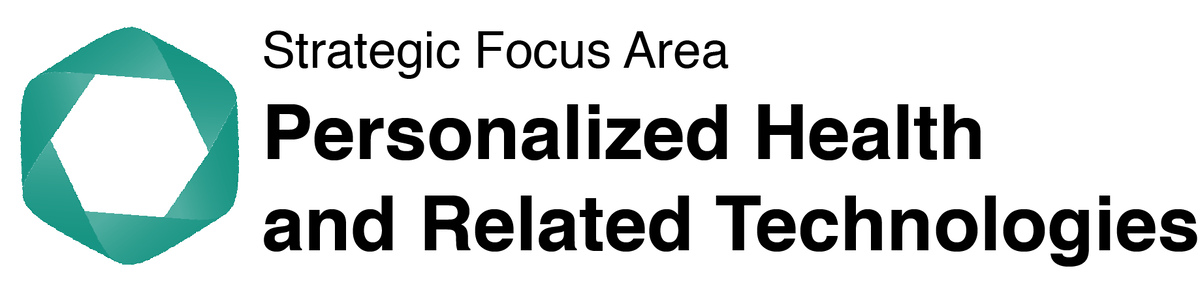 Strategic Focus Area
Personalized Health
and Related Technologies